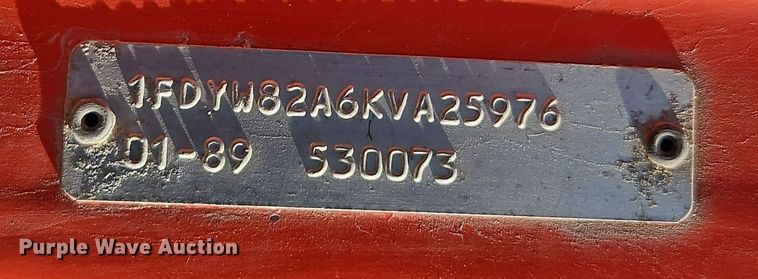 1FDYW82A6KVA25976
01-89 530073
Purple Wave Auction